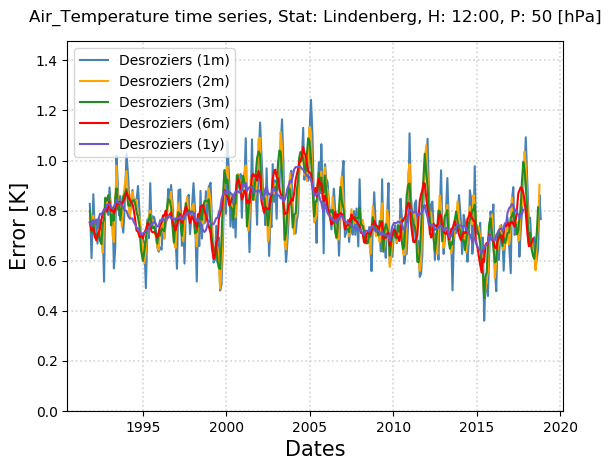 Air_Temperature time series, Stat: Lindenberg, H: 12:00, P: 50 [hPa]
Desroziers (1m)
Desroziers (2m)
Desroziers (3m)
Desroziers (6m)
Desroziers (1y)
Error [K]
1.4
1.2
1.0
0.8
0.6
0.4
0.2
0.0
1995
2000
2005
2010
2015
2020
Dates